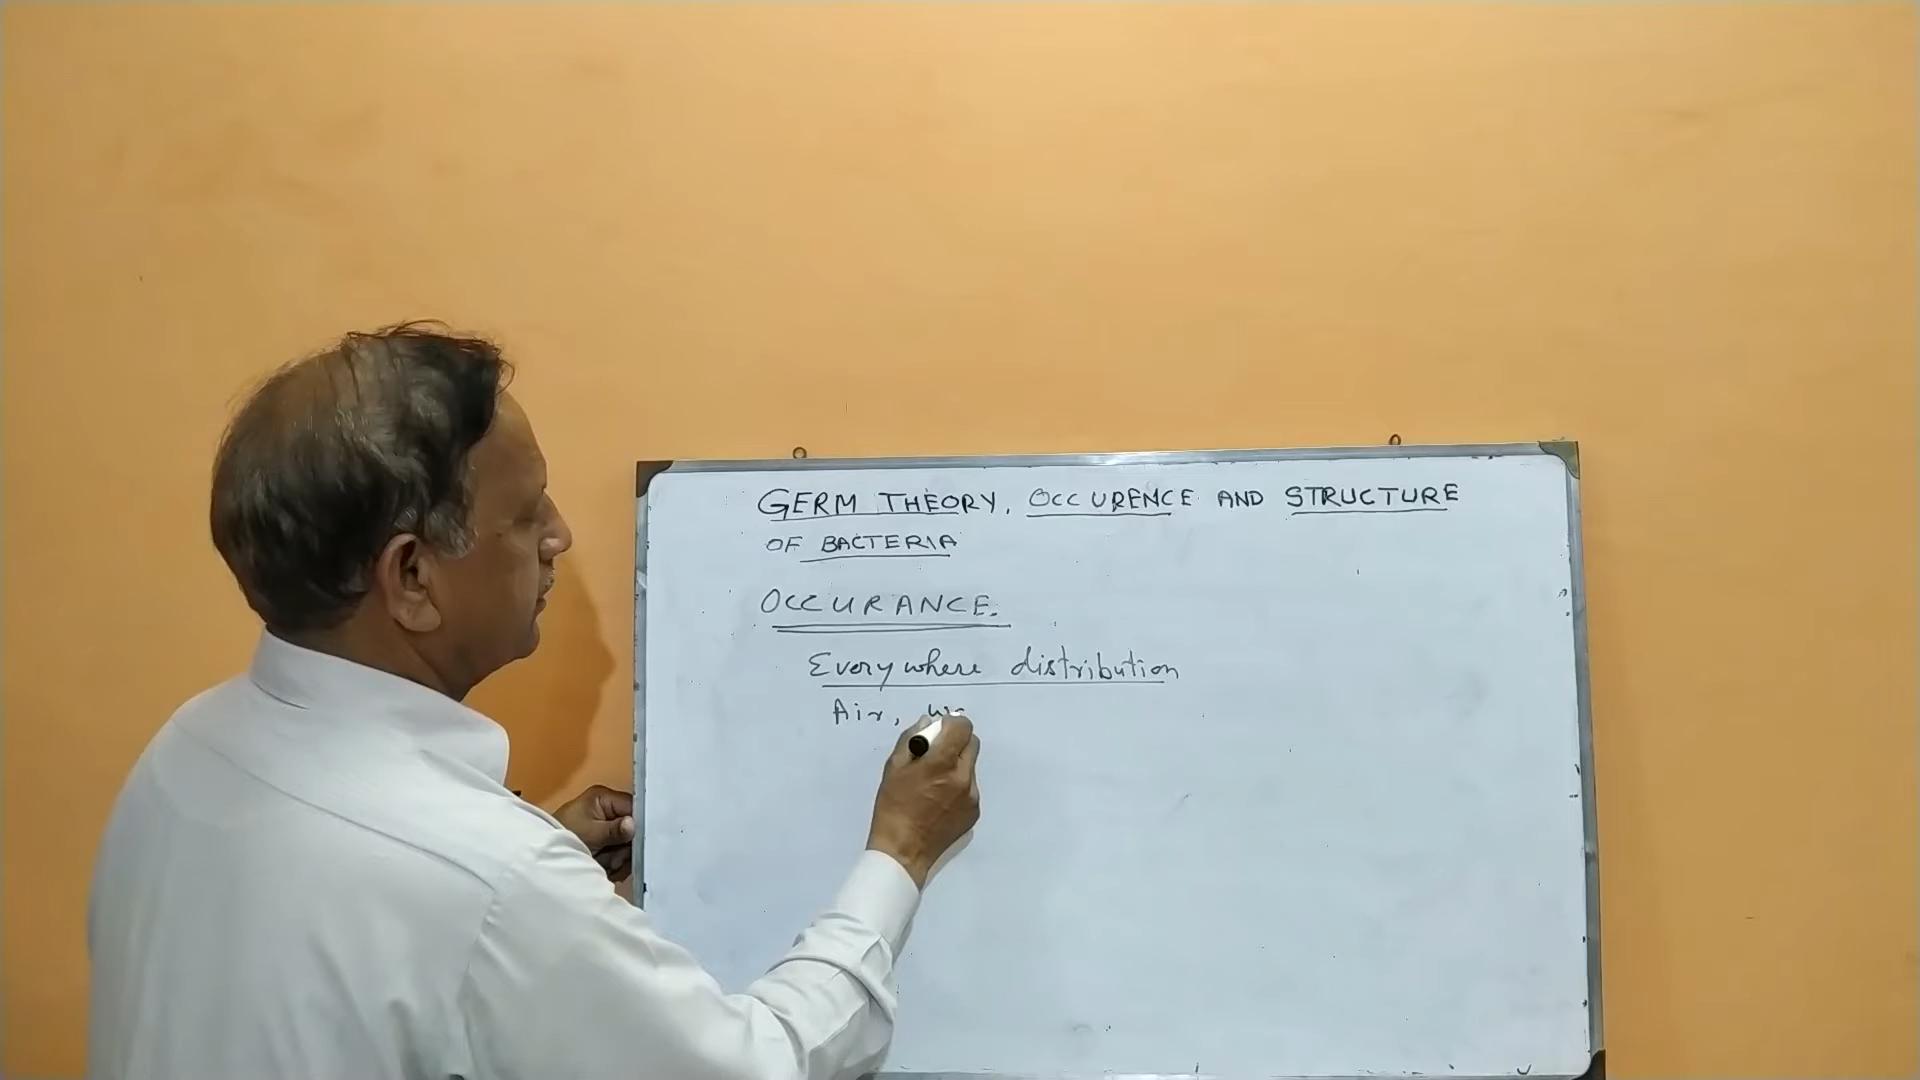 GERM THEORY, OCCURENCE AND STRUCTURE
OF BACTERIA
OCCURANCE.
Everywhere distribution
Air,